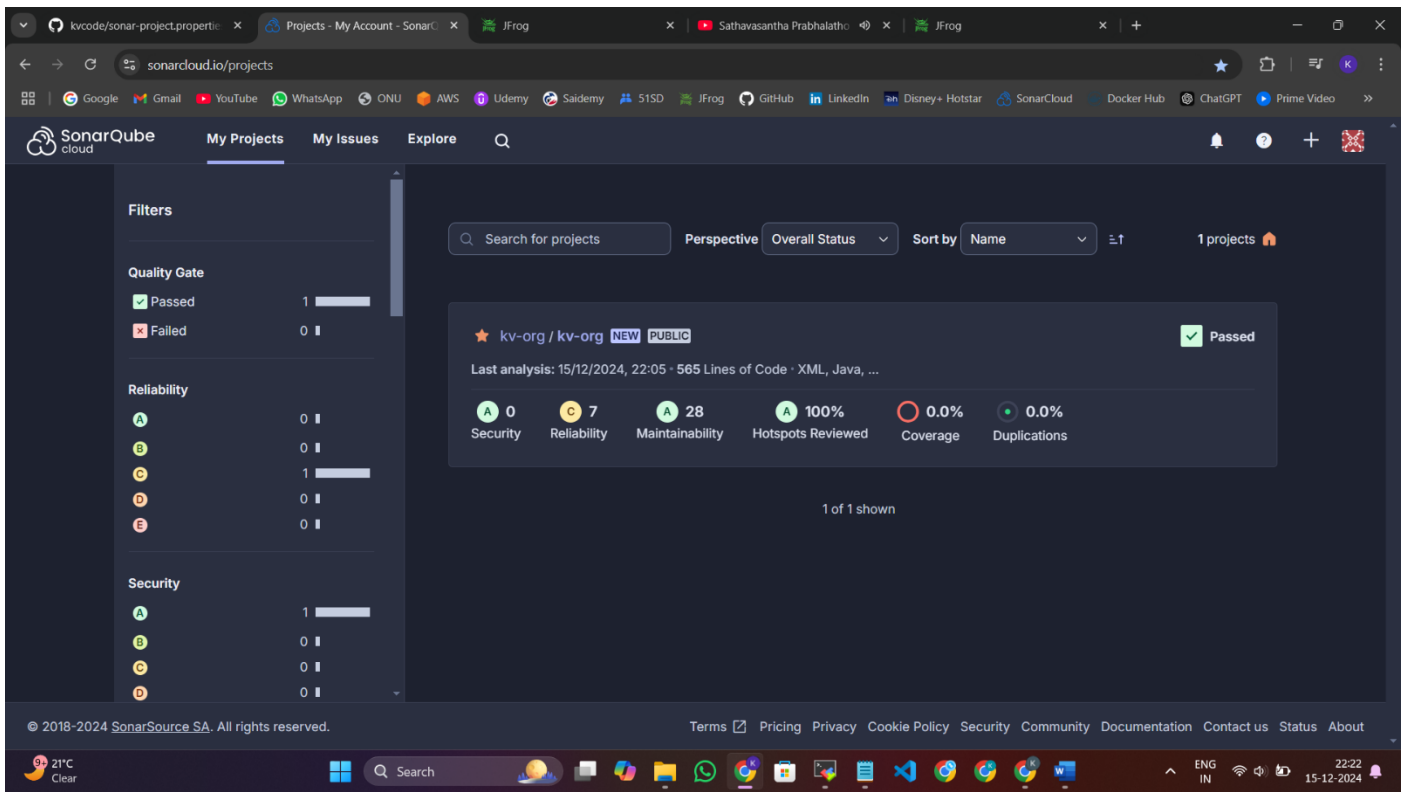 kvcode/sonar-project.propertie
Projects - My Account - SonarQ
JFrog
Sathavasantha Prabhalatho
JFrog
sonarcloud.io/projects
K
Google Gmail YouTube WhatsApp ONU AWS Udemy Saidemy 51SD JFrog GitHub LinkedIn Disney+ Hotstar SonarCloud Docker Hub ChatGPT Prime Video
SonarQube
cloud
My Projects My Issues Explore
Filters
Search for projects Perspective Overall Status Sort by Name 1 projects
Quality Gate
Passed 1
Failed 0
Reliability
A 0
B 0
C 1
D 0
E 0
Security
A 1
B 0
C 0
D 0
kv-org / kv-org NEW PUBLIC Passed
Last analysis: 15/12/2024, 22:05 · 565 Lines of Code · XML, Java, ...
A 0 C 7 A 28 A 100% 0.0% 0.0%
Security Reliability Maintainability Hotspots Reviewed Coverage Duplications
1 of 1 shown
© 2018-2024 SonarSource SA. All rights reserved. Terms Pricing Privacy Cookie Policy Security Community Documentation Contact us Status About
9+ 21°C
Clear
Search
ENG
IN
22:22
15-12-2024